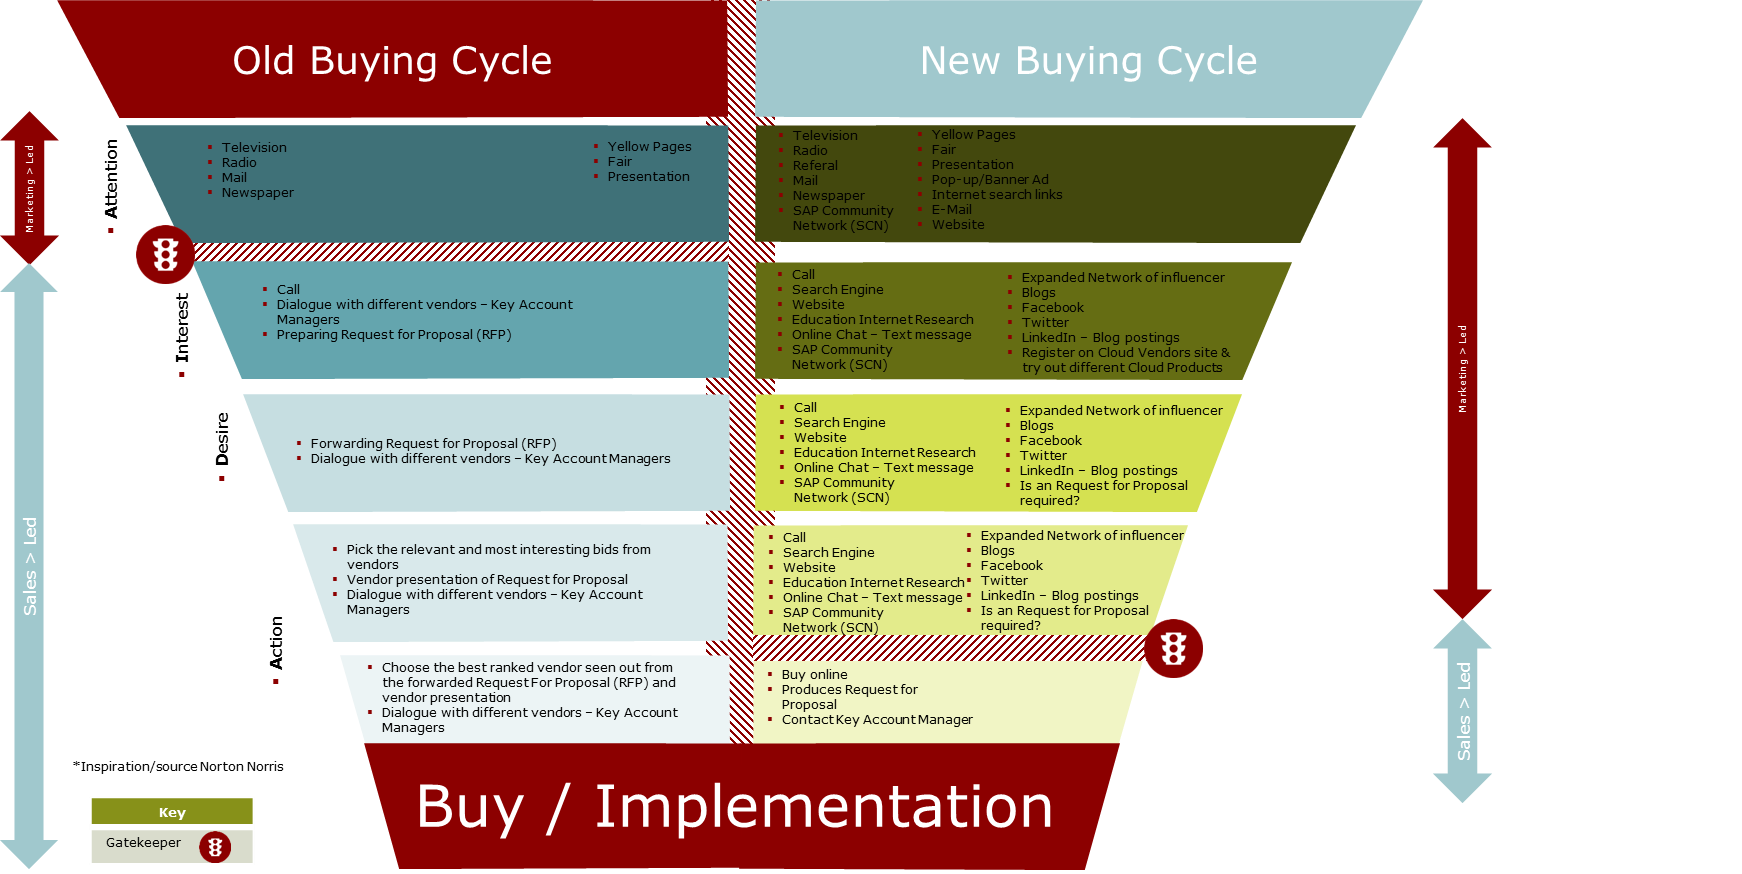 Old Buying Cycle
New Buying Cycle
Marketing > Led
Sales > Led
▪ Attention
▪ Television
▪ Radio
▪ Mail
▪ Newspaper
▪ Yellow Pages
▪ Fair
▪ Presentation
▪ Television
▪ Radio
▪ Referal
▪ Mail
▪ Newspaper
▪ SAP Community
Network (SCN)
▪ Yellow Pages
▪ Fair
▪ Presentation
▪ Pop-up/Banner Ad
▪ Internet search links
▪ E-Mail
▪ Website
▪ Interest
▪ Call
▪ Dialogue with different vendors – Key Account
Managers
▪ Preparing Request for Proposal (RFP)
▪ Call
▪ Search Engine
▪ Website
▪ Education Internet Research
▪ Online Chat – Text message
▪ SAP Community
Network (SCN)
▪ Expanded Network of influencer
▪ Blogs
▪ Facebook
▪ Twitter
▪ LinkedIn – Blog postings
▪ Register on Cloud Vendors site &
try out different Cloud Products
▪ Desire
▪ Forwarding Request for Proposal (RFP)
▪ Dialogue with different vendors – Key Account Managers
▪ Call
▪ Search Engine
▪ Website
▪ Education Internet Research
▪ Online Chat – Text message
▪ SAP Community
Network (SCN)
▪ Expanded Network of influencer
▪ Blogs
▪ Facebook
▪ Twitter
▪ LinkedIn – Blog postings
▪ Is an Request for Proposal
required?
▪ Action
▪ Pick the relevant and most interesting bids from
vendors
▪ Vendor presentation of Request for Proposal
▪ Dialogue with different vendors – Key Account
Managers
▪ Call
▪ Search Engine
▪ Website
▪ Education Internet Research
▪ Online Chat – Text message
▪ SAP Community
Network (SCN)
▪ Expanded Network of influencer
▪ Blogs
▪ Facebook
▪ Twitter
▪ LinkedIn – Blog postings
▪ Is an Request for Proposal
required?
▪ Choose the best ranked vendor seen out from
the forwarded Request For Proposal (RFP) and
vendor presentation
▪ Dialogue with different vendors – Key Account
Managers
▪ Buy online
▪ Produces Request for
Proposal
▪ Contact Key Account Manager
Marketing > Led
Sales > Led
Buy / Implementation
*Inspiration/source Norton Norris
Key
Gatekeeper